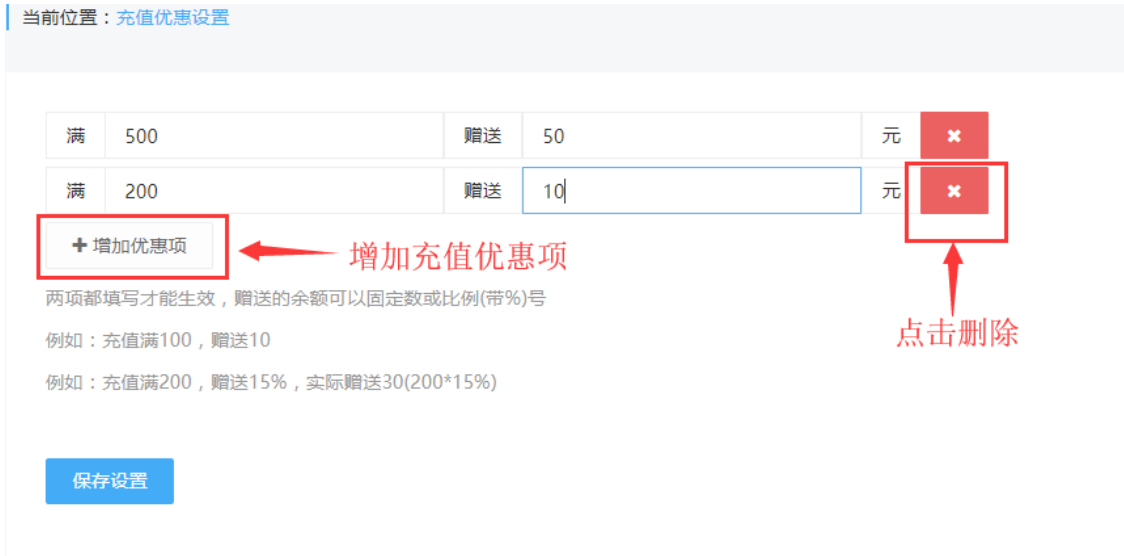 当前位置：充值优惠设置
满 500 赠送 50 元
满 200 赠送 10 元
增加优惠项 增加充值优惠项
两项都填写才能生效，赠送的余额可以固定数或比例(带%)号
点击删除
例如：充值满100，赠送10
例如：充值满200，赠送15%，实际赠送30(200*15%)
保存设置